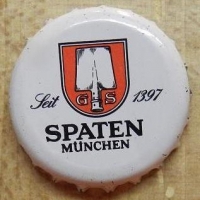 G S
Seit 1397
SPATEN
MÜNCHEN